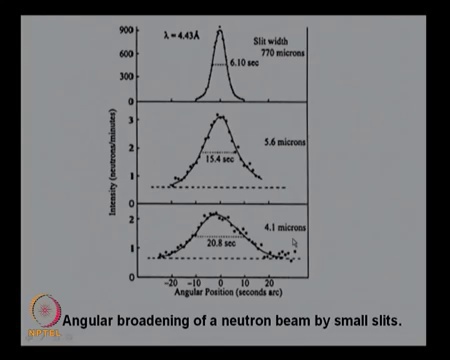 900
λ = 4.43Å
Slit width
770 microns
600
6.10 sec
300
0
3
5.6 microns
2
15.4 sec
1
0
Intensity (neutrons/minutes)
2
4.1 microns
20.8 sec
1
0
-20 -10 0 10 20
Angular Position (seconds arc)
NPTEL
Angular broadening of a neutron beam by small slits.